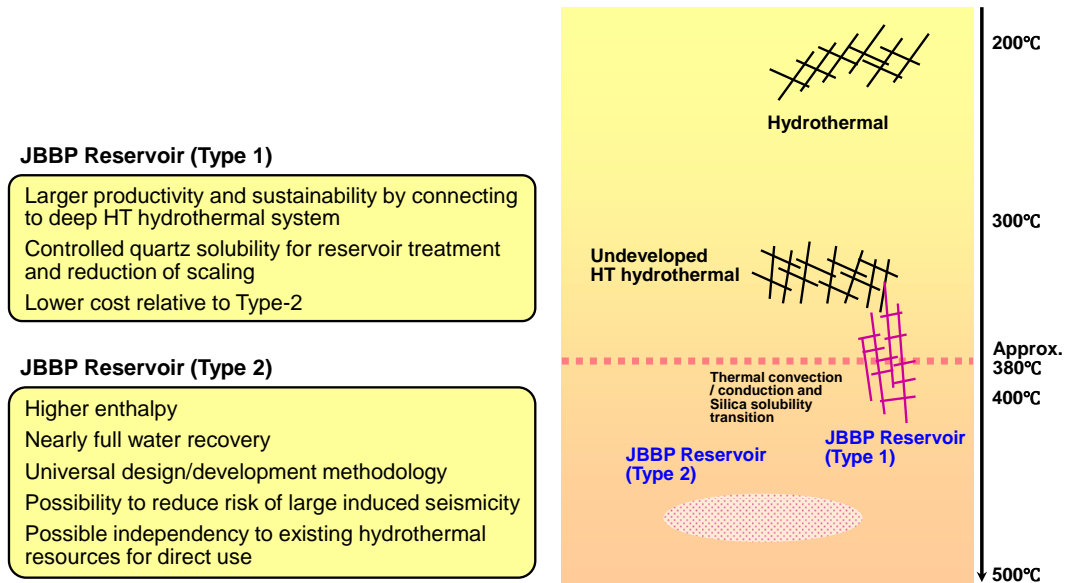 JBBP Reservoir (Type 1)
Larger productivity and sustainability by connecting
to deep HT hydrothermal system
Controlled quartz solubility for reservoir treatment
and reduction of scaling
Lower cost relative to Type-2
JBBP Reservoir (Type 2)
Higher enthalpy
Nearly full water recovery
Universal design/development methodology
Possibility to reduce risk of large induced seismicity
Possible independency to existing hydrothermal
resources for direct use
Hydrothermal
Undeveloped
HT hydrothermal
Thermal convection
/ conduction and
Silica solubility
transition
JBBP Reservoir
(Type 1)
JBBP Reservoir
(Type 2)
200℃
300℃
Approx.
380℃
400℃
500℃